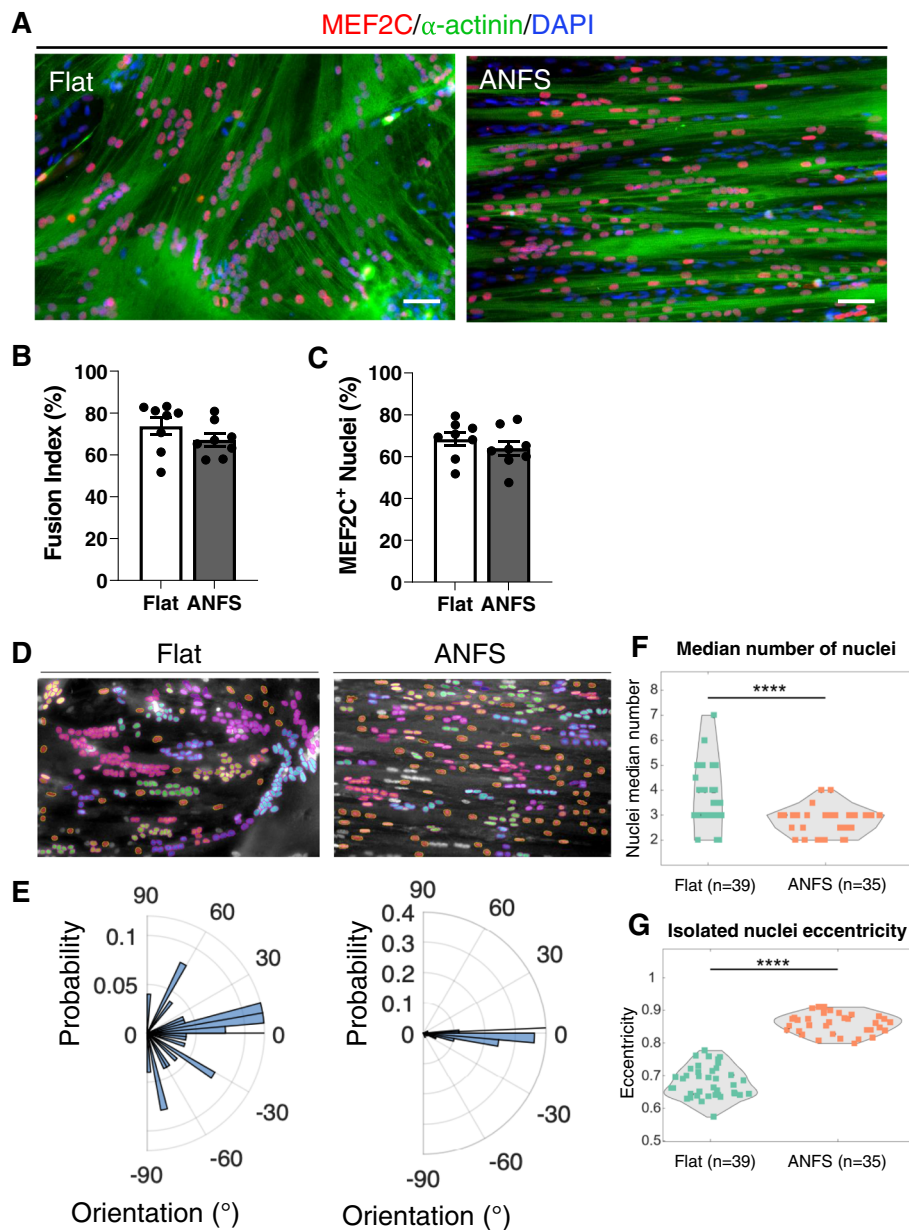 A
MEF2C/α-actinin/DAPI
Flat
ANFS
B
Fusion Index (%)
100
80
60
40
20
0
Flat ANFS
C
MEF2C+ Nuclei (%)
100
80
60
40
20
0
Flat ANFS
D
Flat
ANFS
E
Probability
0.1
0.05
0
90
60
30
0
-30
-60
-90
Orientation (°)
Probability
0.4
0.3
0.2
0.1
0
90
60
30
0
-30
-60
-90
Orientation (°)
F
Median number of nuclei
Nuclei median number
8
7
6
5
4
3
2
****
Flat (n=39)
ANFS (n=35)
G
Isolated nuclei eccentricity
Eccentricity
1
0.9
0.8
0.7
0.6
0.5
****
Flat (n=39)
ANFS (n=35)